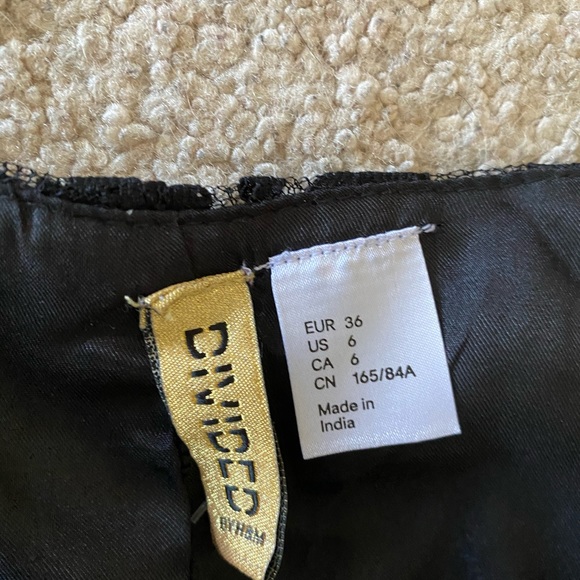 DIVIDED
BY H&M
EUR 36
US 6
CA 6
CN 165/84A
Made in
India